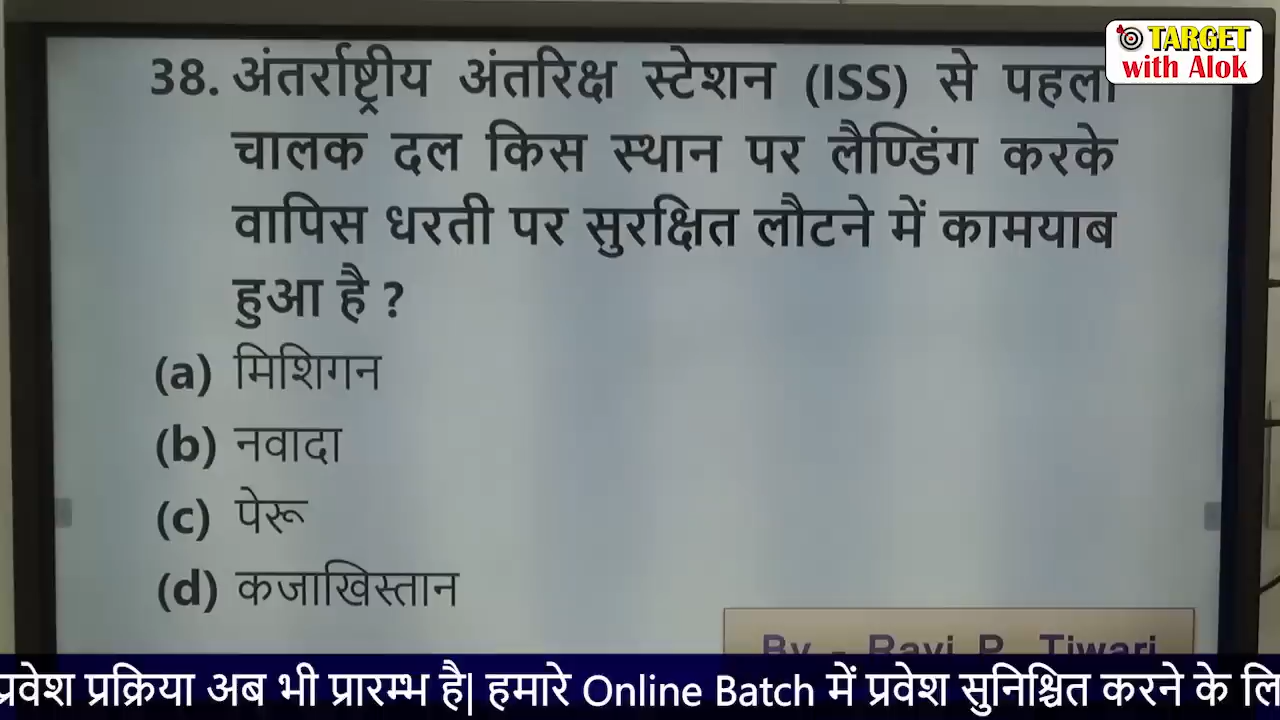 TARGET
with Alok
38. अंतर्राष्ट्रीय अंतरिक्ष स्टेशन (ISS) से पहला
चालक दल किस स्थान पर लैण्डिंग करके
वापिस धरती पर सुरक्षित लौटने में कामयाब
हुआ है ?
(a) मिशिगन
(b) नवादा
(c) पेरू
(d) कजाखिस्तान
By - Ravi P. Tiwari
प्रवेश प्रक्रिया अब भी प्रारम्भ है| हमारे Online Batch में प्रवेश सुनिश्चित करने के लि